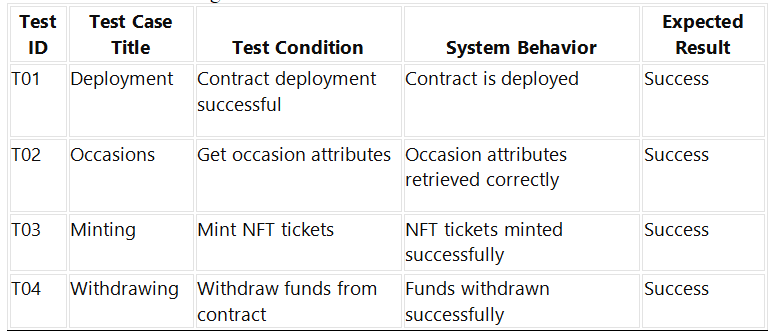 Test ID | Test Case Title | Test Condition | System Behavior | Expected Result
T01 | Deployment | Contract deployment successful | Contract is deployed | Success
T02 | Occasions | Get occasion attributes | Occasion attributes retrieved correctly | Success
T03 | Minting | Mint NFT tickets | NFT tickets minted successfully | Success
T04 | Withdrawing | Withdraw funds from contract | Funds withdrawn successfully | Success